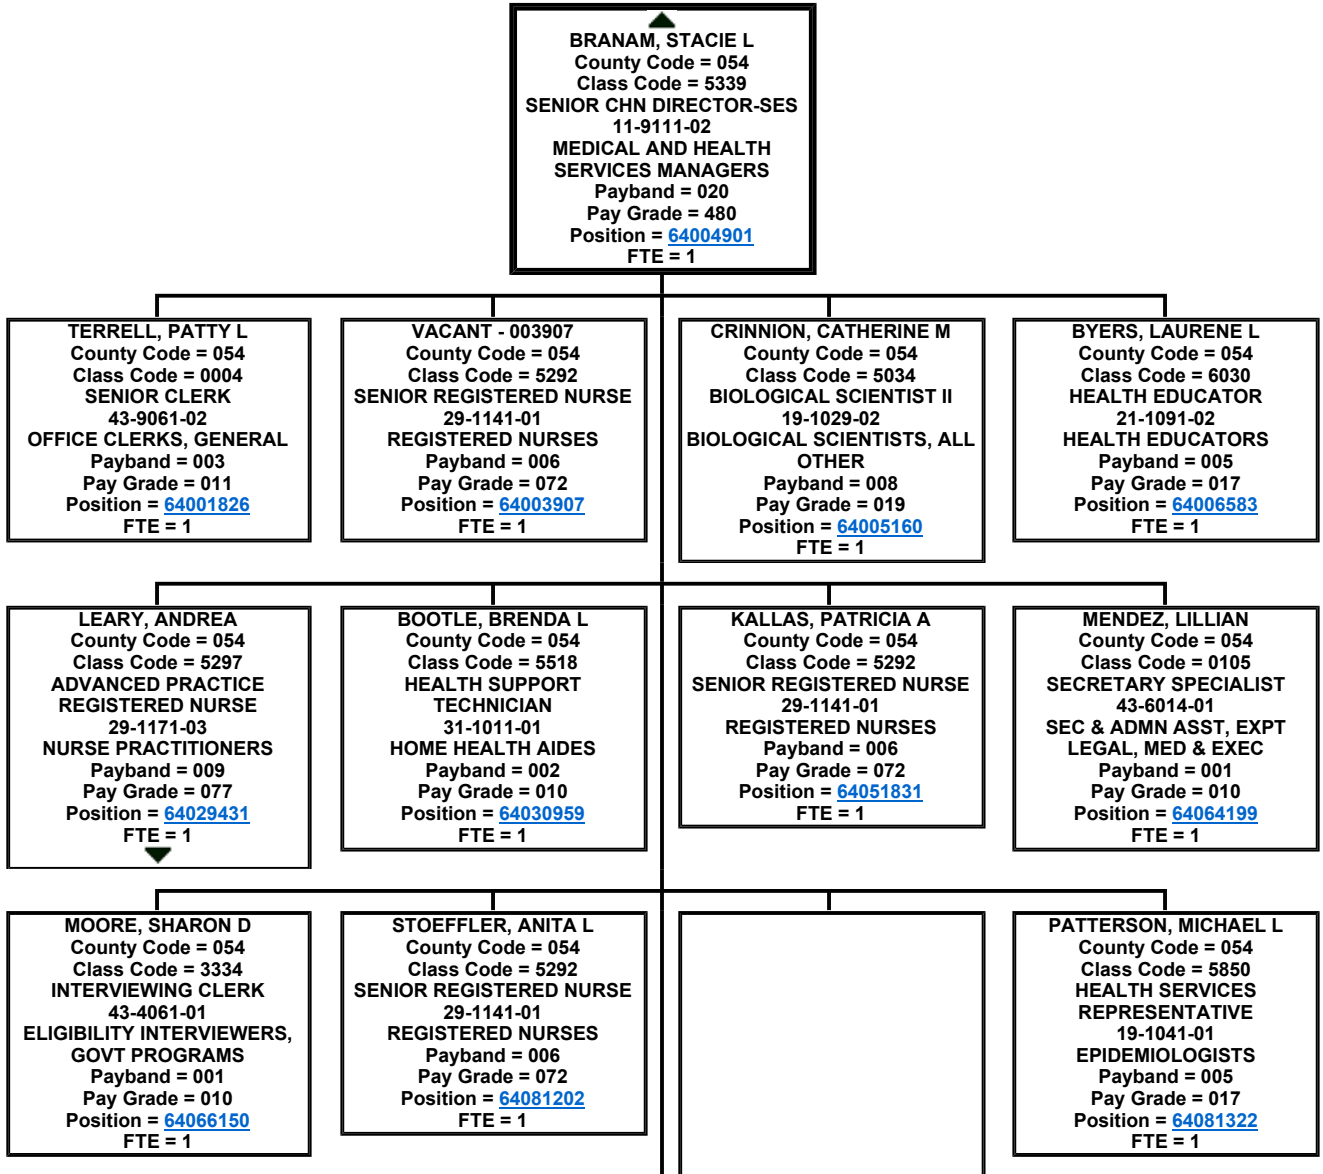 BRANAM, STACIE L
County Code = 054
Class Code = 5339
SENIOR CHN DIRECTOR-SES
11-9111-02
MEDICAL AND HEALTH
SERVICES MANAGERS
Payband = 020
Pay Grade = 480
Position = 64004901
FTE = 1
TERRELL, PATTY L
County Code = 054
Class Code = 0004
SENIOR CLERK
43-9061-02
OFFICE CLERKS, GENERAL
Payband = 003
Pay Grade = 011
Position = 64001826
FTE = 1
VACANT - 003907
County Code = 054
Class Code = 5292
SENIOR REGISTERED NURSE
29-1141-01
REGISTERED NURSES
Payband = 006
Pay Grade = 072
Position = 64003907
FTE = 1
CRINNION, CATHERINE M
County Code = 054
Class Code = 5034
BIOLOGICAL SCIENTIST II
19-1029-02
BIOLOGICAL SCIENTISTS, ALL
OTHER
Payband = 008
Pay Grade = 019
Position = 64005160
FTE = 1
BYERS, LAURENE L
County Code = 054
Class Code = 6030
HEALTH EDUCATOR
21-1091-02
HEALTH EDUCATORS
Payband = 005
Pay Grade = 017
Position = 64006583
FTE = 1
LEARY, ANDREA
County Code = 054
Class Code = 5297
ADVANCED PRACTICE
REGISTERED NURSE
29-1171-03
NURSE PRACTITIONERS
Payband = 009
Pay Grade = 077
Position = 64029431
FTE = 1
BOOTLE, BRENDA L
County Code = 054
Class Code = 5518
HEALTH SUPPORT
TECHNICIAN
31-1011-01
HOME HEALTH AIDES
Payband = 002
Pay Grade = 010
Position = 64030959
FTE = 1
KALLAS, PATRICIA A
County Code = 054
Class Code = 5292
SENIOR REGISTERED NURSE
29-1141-01
REGISTERED NURSES
Payband = 006
Pay Grade = 072
Position = 64051831
FTE = 1
MENDEZ, LILLIAN
County Code = 054
Class Code = 0105
SECRETARY SPECIALIST
43-6014-01
SEC & ADMN ASST, EXPT
LEGAL, MED & EXEC
Payband = 001
Pay Grade = 010
Position = 64064199
FTE = 1
MOORE, SHARON D
County Code = 054
Class Code = 3334
INTERVIEWING CLERK
43-4061-01
ELIGIBILITY INTERVIEWERS,
GOVT PROGRAMS
Payband = 001
Pay Grade = 010
Position = 64066150
FTE = 1
STOEFFLER, ANITA L
County Code = 054
Class Code = 5292
SENIOR REGISTERED NURSE
29-1141-01
REGISTERED NURSES
Payband = 006
Pay Grade = 072
Position = 64081202
FTE = 1
PATTERSON, MICHAEL L
County Code = 054
Class Code = 5850
HEALTH SERVICES
REPRESENTATIVE
19-1041-01
EPIDEMIOLOGISTS
Payband = 005
Pay Grade = 017
Position = 64081322
FTE = 1